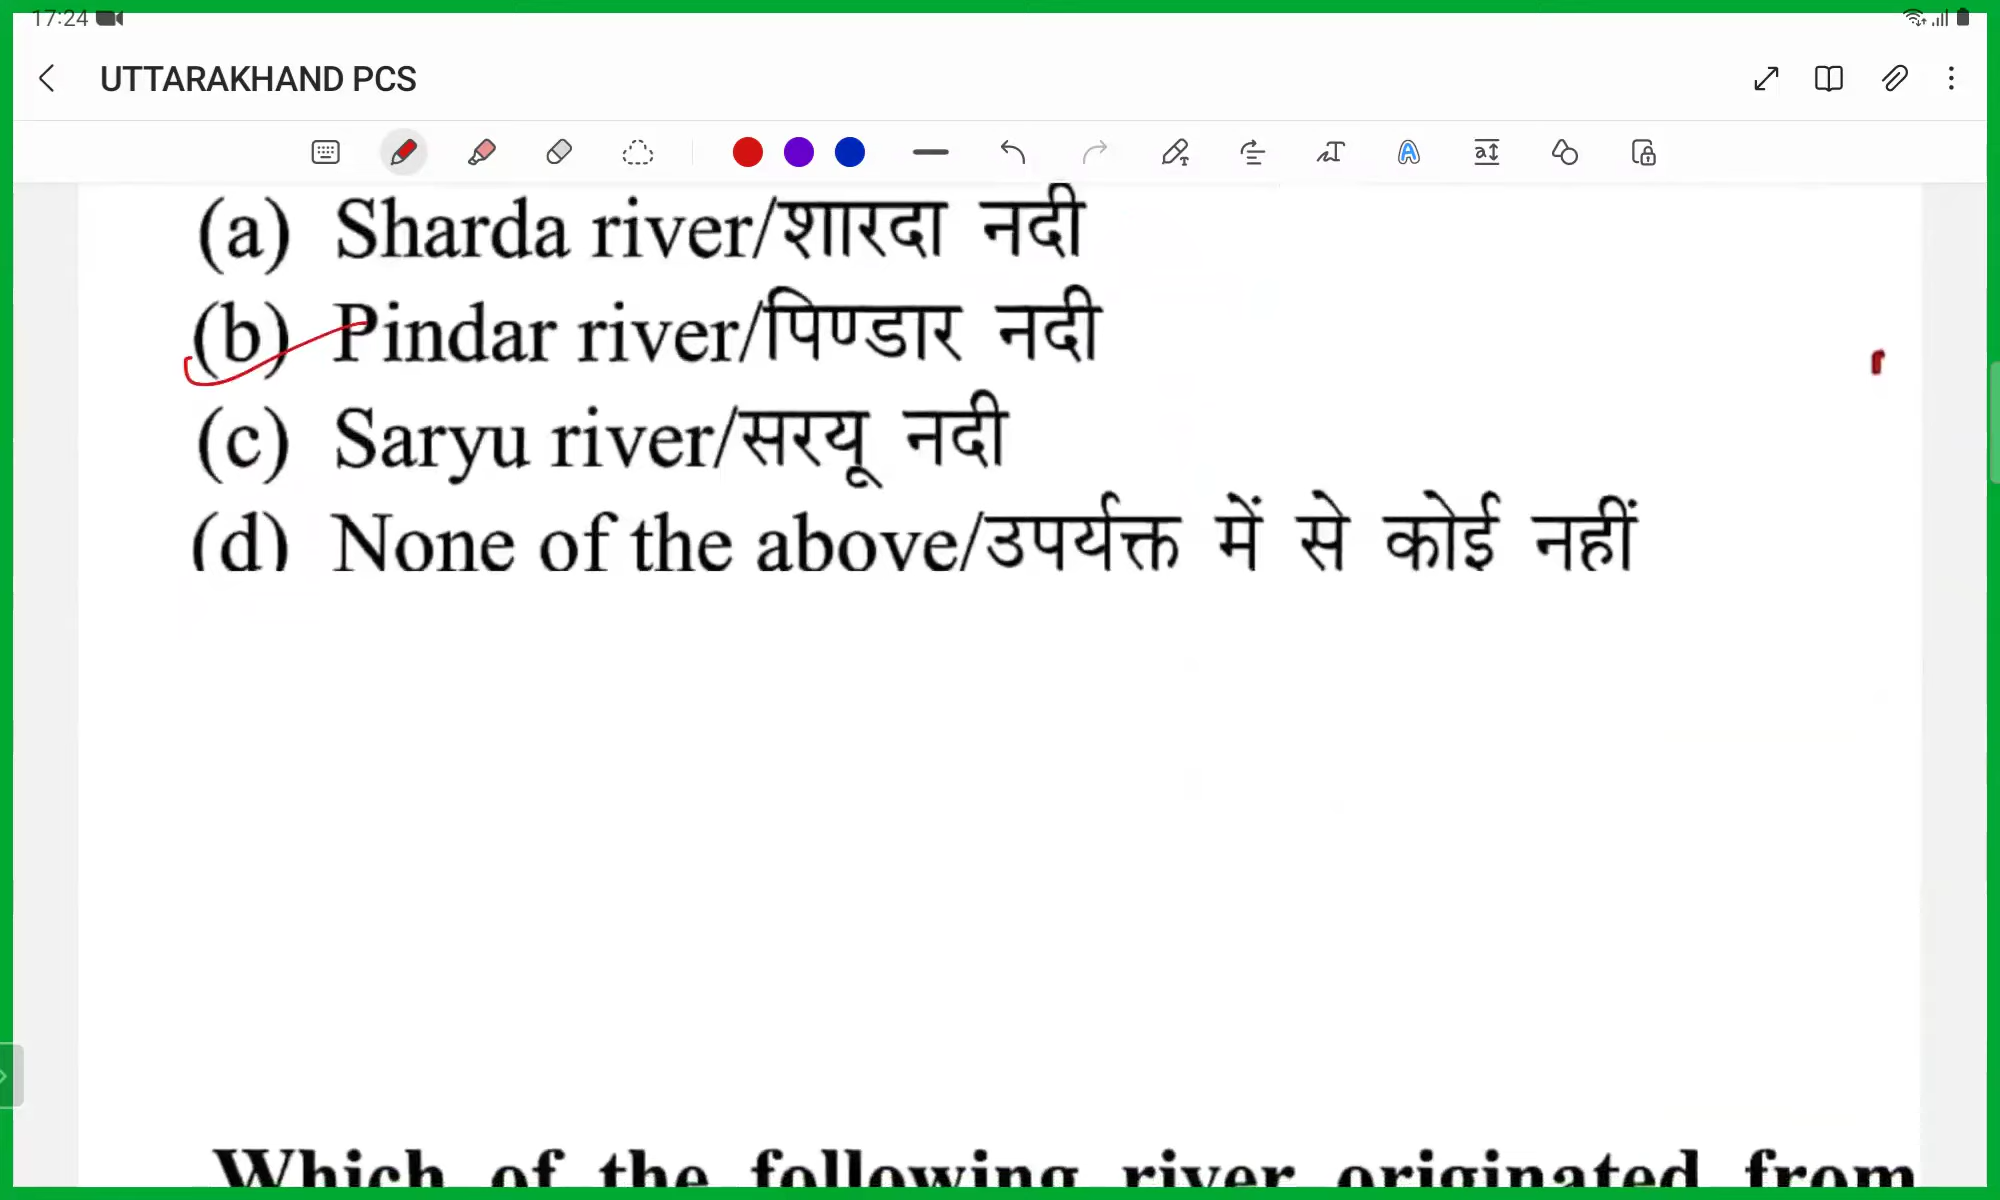 17:24
UTTARAKHAND PCS
(a) Sharda river/शारदा नदी
(b) Pindar river/पिण्डार नदी
(c) Saryu river/सरयू नदी
(d) None of the above/उपर्यक्त में से कोई नहीं
Which of the following river originated from